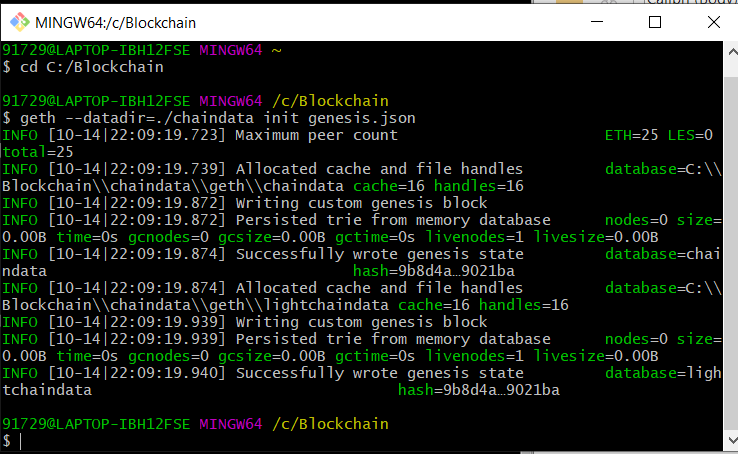 MINGW64:/c/Blockchain
91729@LAPTOP-IBH12FSE MINGW64 ~
$ cd C:/Blockchain
91729@LAPTOP-IBH12FSE MINGW64 /c/Blockchain
$ geth --datadir=./chaindata init genesis.json
INFO [10-14|22:09:19.723] Maximum peer count                       ETH=25 LES=0
total=25
INFO [10-14|22:09:19.739] Allocated cache and file handles         database=C:\\
Blockchain\\chaindata\\geth\\chaindata cache=16 handles=16
INFO [10-14|22:09:19.872] Writing custom genesis block
INFO [10-14|22:09:19.872] Persisted trie from memory database      nodes=0 size=
0.00B time=0s gcnodes=0 gcsize=0.00B gctime=0s livenodes=1 livesize=0.00B
INFO [10-14|22:09:19.874] Successfully wrote genesis state         database=chai
ndata                                  hash=9b8d4a…9021ba
INFO [10-14|22:09:19.874] Allocated cache and file handles         database=C:\\
Blockchain\\chaindata\\geth\\lightchaindata cache=16 handles=16
INFO [10-14|22:09:19.939] Writing custom genesis block
INFO [10-14|22:09:19.939] Persisted trie from memory database      nodes=0 size=
0.00B time=0s gcnodes=0 gcsize=0.00B gctime=0s livenodes=1 livesize=0.00B
INFO [10-14|22:09:19.940] Successfully wrote genesis state         database=ligh
tchaindata                                  hash=9b8d4a…9021ba
91729@LAPTOP-IBH12FSE MINGW64 /c/Blockchain
$